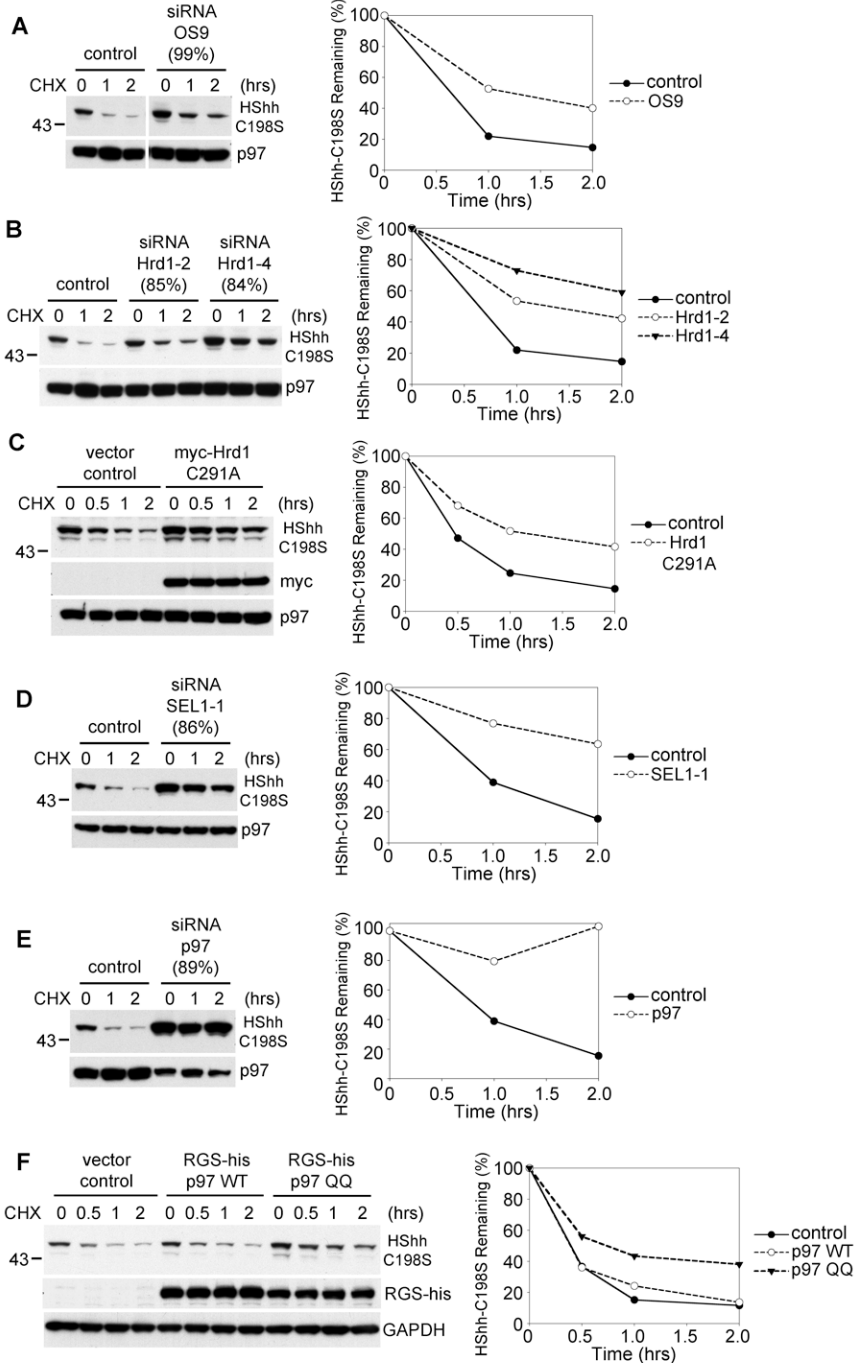 A
siRNA
OS9
control (99%)
CHX 0 1 2 0 1 2 (hrs)
HShh
C198S
43
p97
HShh-C198S Remaining (%)
100
80
60
40
20
0
0 0.5 1.0 1.5 2.0
Time (hrs)
control
OS9
B
siRNA siRNA
Hrd1-2 Hrd1-4
control (85%) (84%)
CHX 0 1 2 0 1 2 0 1 2 (hrs)
HShh
C198S
43
p97
HShh-C198S Remaining (%)
100
80
60
40
20
0
0 0.5 1.0 1.5 2.0
Time (hrs)
control
Hrd1-2
Hrd1-4
C
vector myc-Hrd1
control C291A
CHX 0 0.5 1 2 0 0.5 1 2 (hrs)
HShh
C198S
43
myc
p97
HShh-C198S Remaining (%)
100
80
60
40
20
0
0 0.5 1.0 1.5 2.0
Time (hrs)
control
Hrd1
C291A
D
siRNA
SEL1-1
control (86%)
CHX 0 1 2 0 1 2 (hrs)
HShh
C198S
43
p97
HShh-C198S Remaining (%)
100
80
60
40
20
0
0 0.5 1.0 1.5 2.0
Time (hrs)
control
SEL1-1
E
siRNA
p97
control (89%)
CHX 0 1 2 0 1 2 (hrs)
HShh
C198S
43
p97
HShh-C198S Remaining (%)
100
80
60
40
20
0
0 0.5 1.0 1.5 2.0
Time (hrs)
control
p97
F
vector RGS-his RGS-his
control p97 WT p97 QQ
CHX 0 0.5 1 2 0 0.5 1 2 0 0.5 1 2 (hrs)
HShh
C198S
43
RGS-his
GAPDH
HShh-C198S Remaining (%)
100
80
60
40
20
0
0 0.5 1.0 1.5 2.0
Time (hrs)
control
p97 WT
p97 QQ